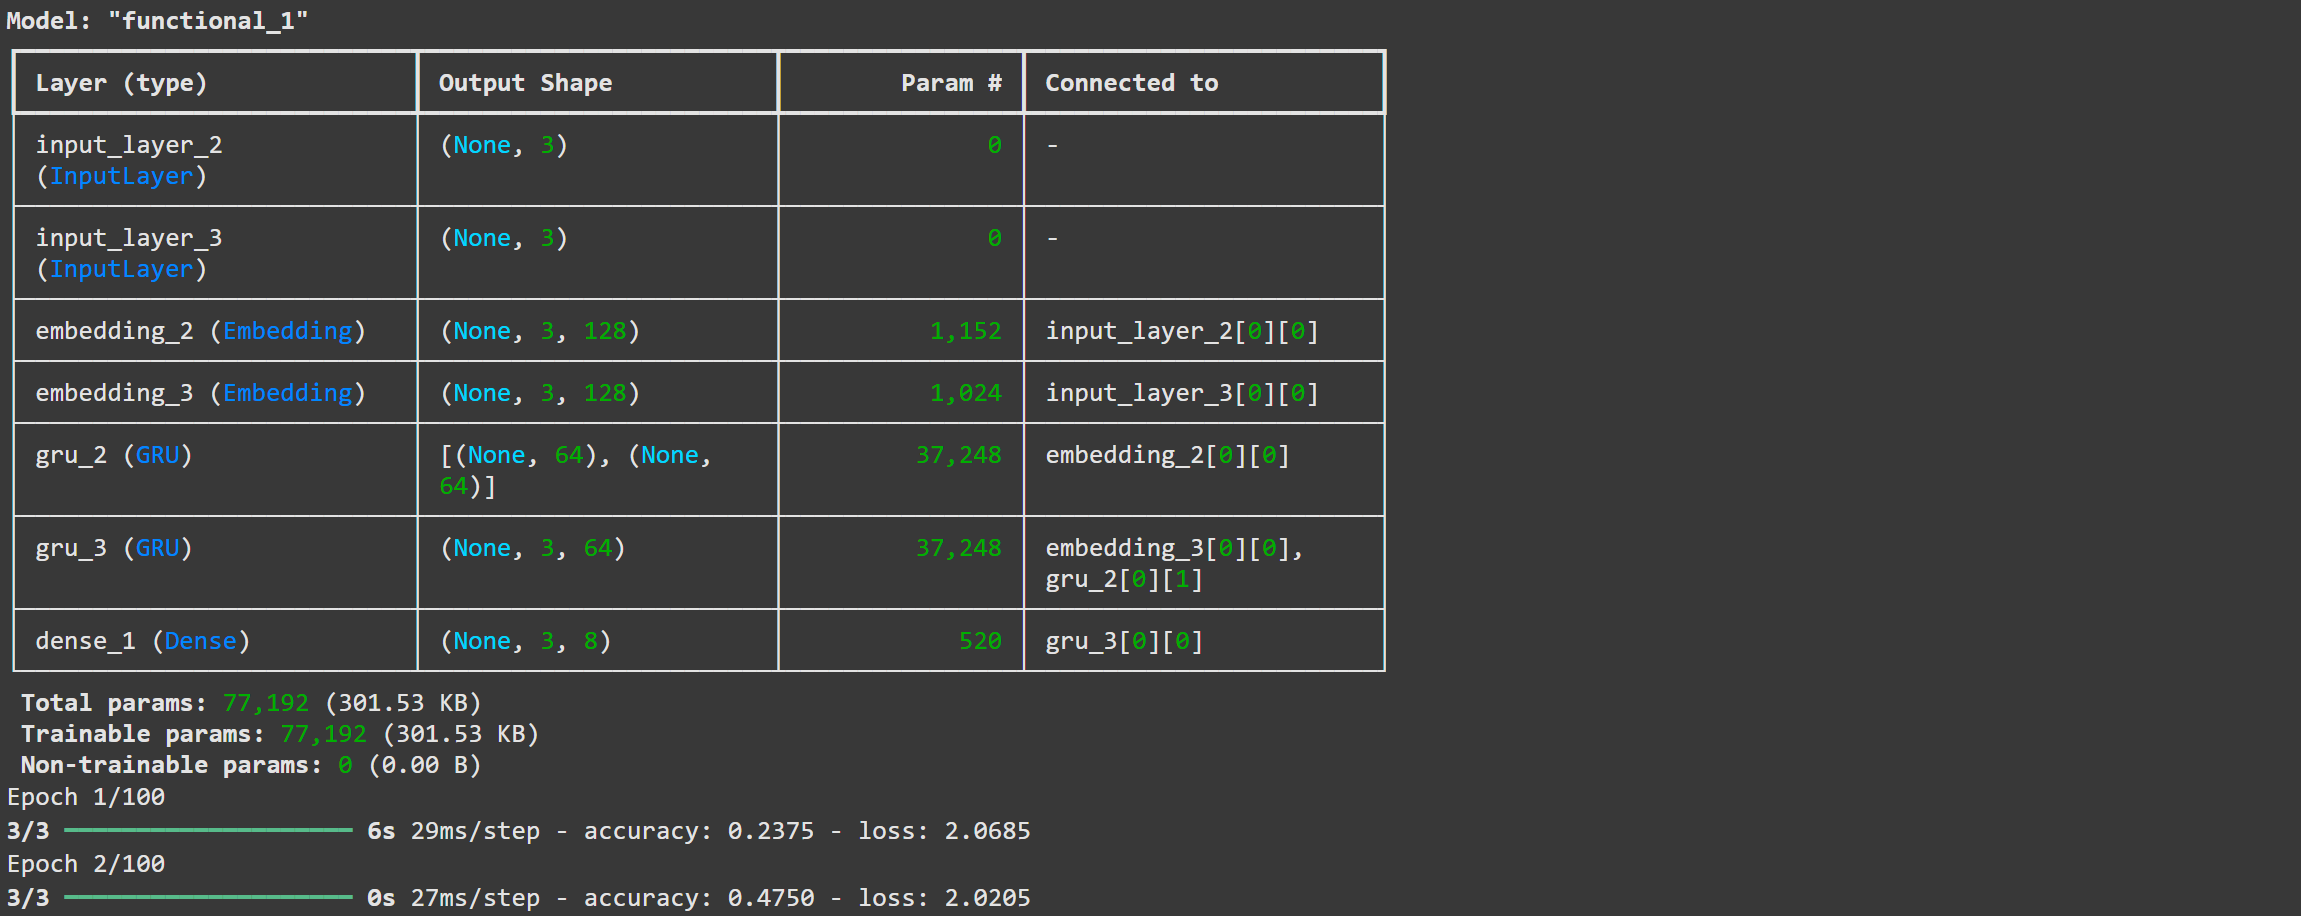 Model: "functional_1"
Layer (type) Output Shape Param # Connected to
input_layer_2 (None, 3) 0 -
(InputLayer)
input_layer_3 (None, 3) 0 -
(InputLayer)
embedding_2 (Embedding) (None, 3, 128) 1,152 input_layer_2[0][0]
embedding_3 (Embedding) (None, 3, 128) 1,024 input_layer_3[0][0]
gru_2 (GRU) [(None, 64), (None, 37,248 embedding_2[0][0]
64)]
gru_3 (GRU) (None, 3, 64) 37,248 embedding_3[0][0],
gru_2[0][1]
dense_1 (Dense) (None, 3, 8) 520 gru_3[0][0]
Total params: 77,192 (301.53 KB)
Trainable params: 77,192 (301.53 KB)
Non-trainable params: 0 (0.00 B)
Epoch 1/100
3/3 ━━━━━━━━━━━━━━━━━━━━ 6s 29ms/step - accuracy: 0.2375 - loss: 2.0685
Epoch 2/100
3/3 ━━━━━━━━━━━━━━━━━━━━ 0s 27ms/step - accuracy: 0.4750 - loss: 2.0205